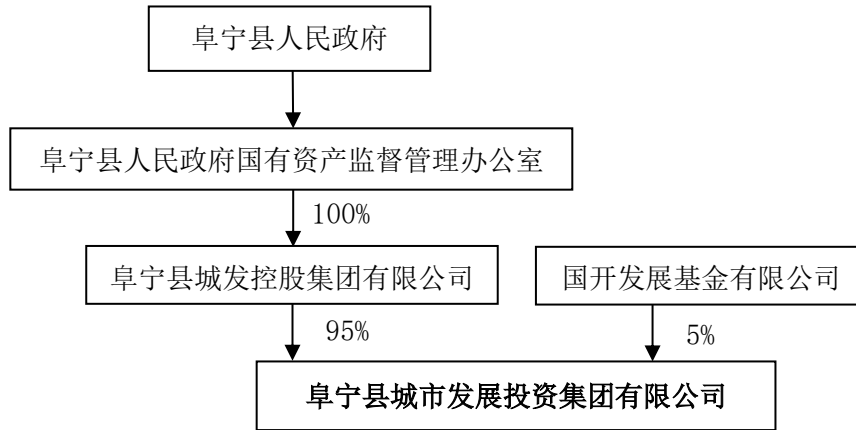 阜宁县人民政府
阜宁县人民政府国有资产监督管理办公室
100%
阜宁县城发控股集团有限公司
国开发展基金有限公司
95%
5%
阜宁县城市发展投资集团有限公司